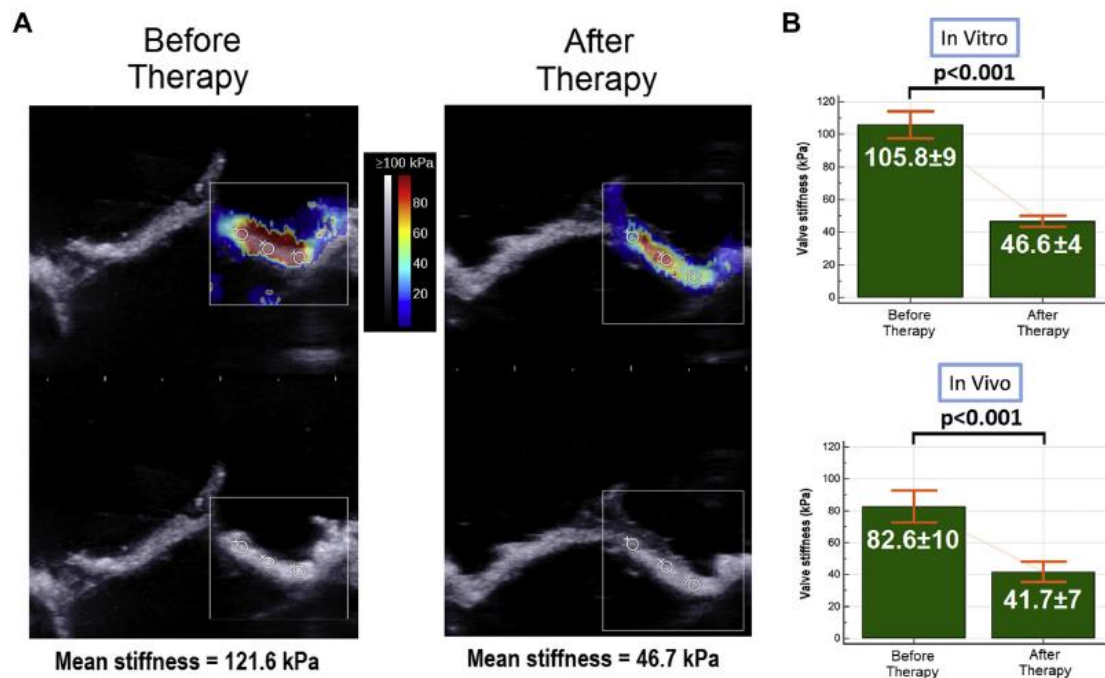 A
Before
Therapy
After
Therapy
≥100 kPa
80
60
40
20
Mean stiffness = 121.6 kPa
Mean stiffness = 46.7 kPa
B
In Vitro
p<0.001
Valve stiffness (kPa)
120
100
80
60
40
20
0
105.8±9
46.6±4
Before
Therapy
After
Therapy
In Vivo
p<0.001
Valve stiffness (kPa)
120
100
80
60
40
20
0
82.6±10
41.7±7
Before
Therapy
After
Therapy